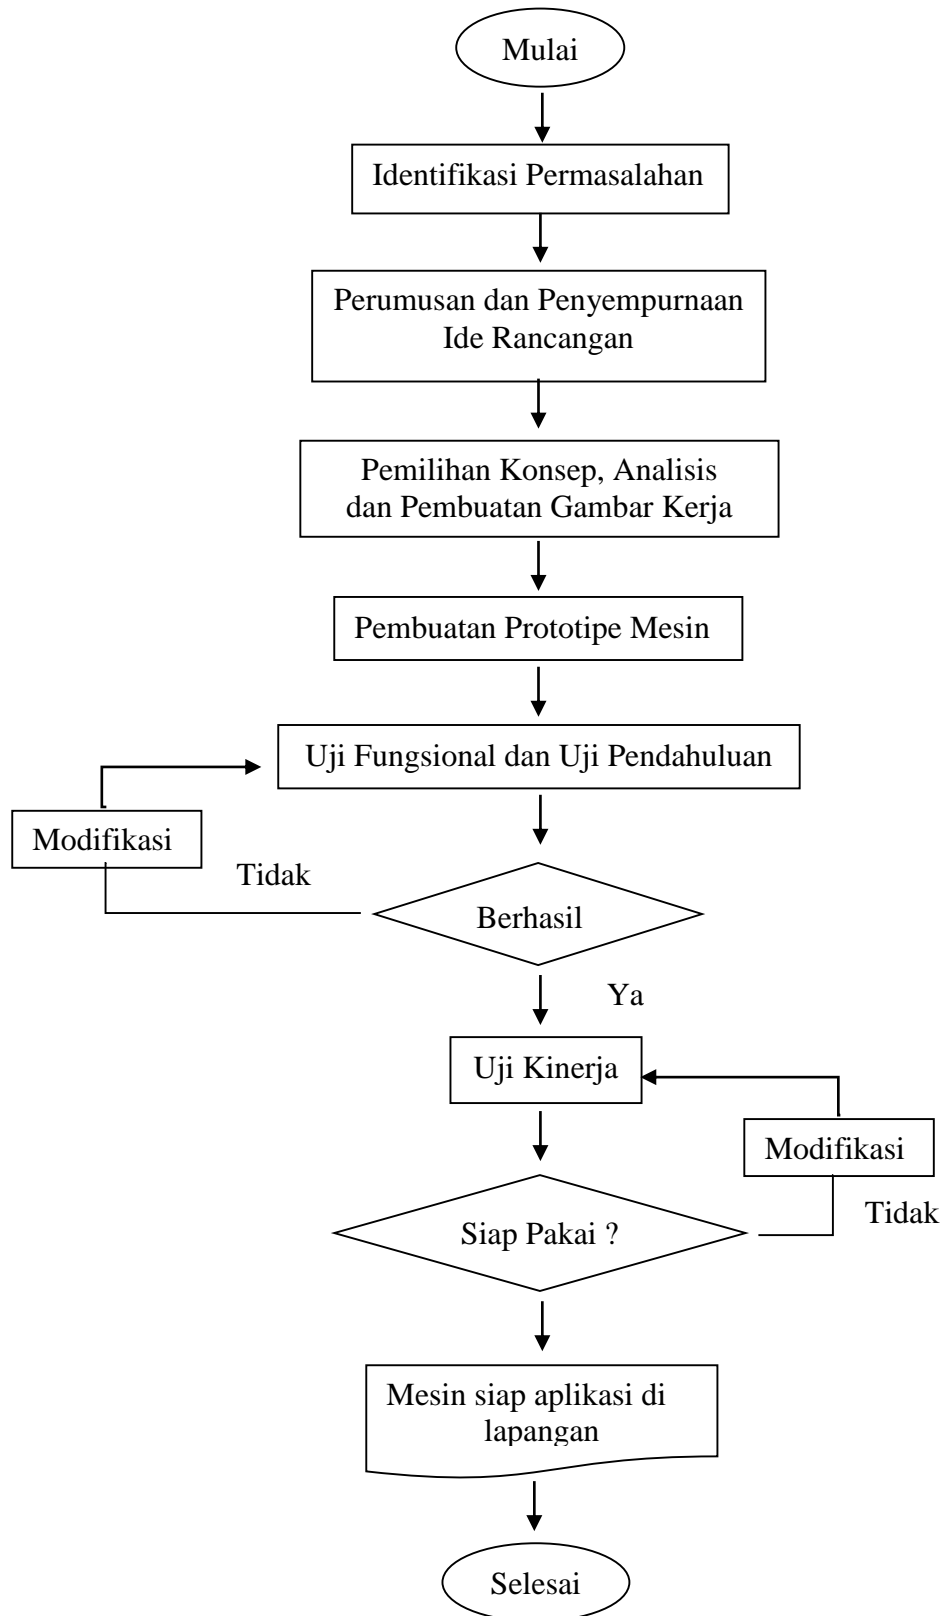 Mulai
Identifikasi Permasalahan
Perumusan dan Penyempurnaan
Ide Rancangan
Pemilihan Konsep, Analisis
dan Pembuatan Gambar Kerja
Pembuatan Prototipe Mesin
Uji Fungsional dan Uji Pendahuluan
Modifikasi
Tidak
Berhasil
Ya
Uji Kinerja
Modifikasi
Tidak
Siap Pakai ?
Mesin siap aplikasi di
lapangan
Selesai